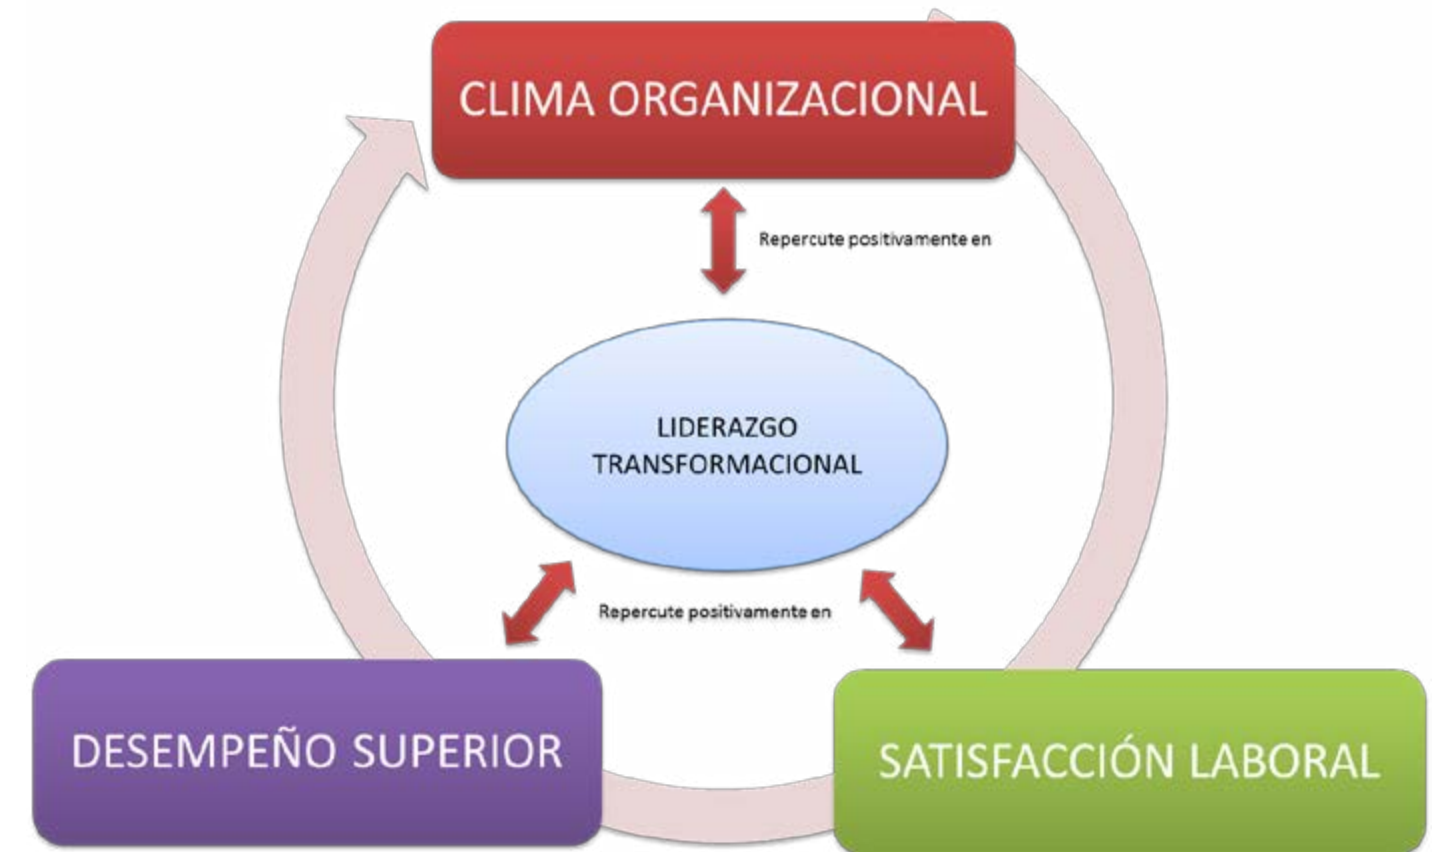 CLIMA ORGANIZACIONAL
Repercute positivamente en
LIDERAZGO
TRANSFORMACIONAL
Repercute positivamente en
DESEMPEÑO SUPERIOR
SATISFACCIÓN LABORAL